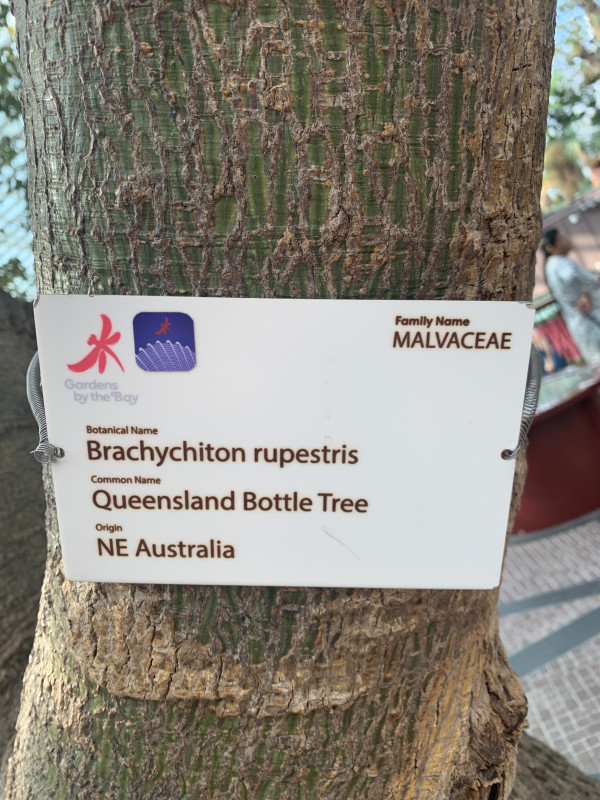 Gardens
by the Bay
Family Name
MALVACEAE
Botanical Name
Brachychiton rupestris
Common Name
Queensland Bottle Tree
Origin
NE Australia